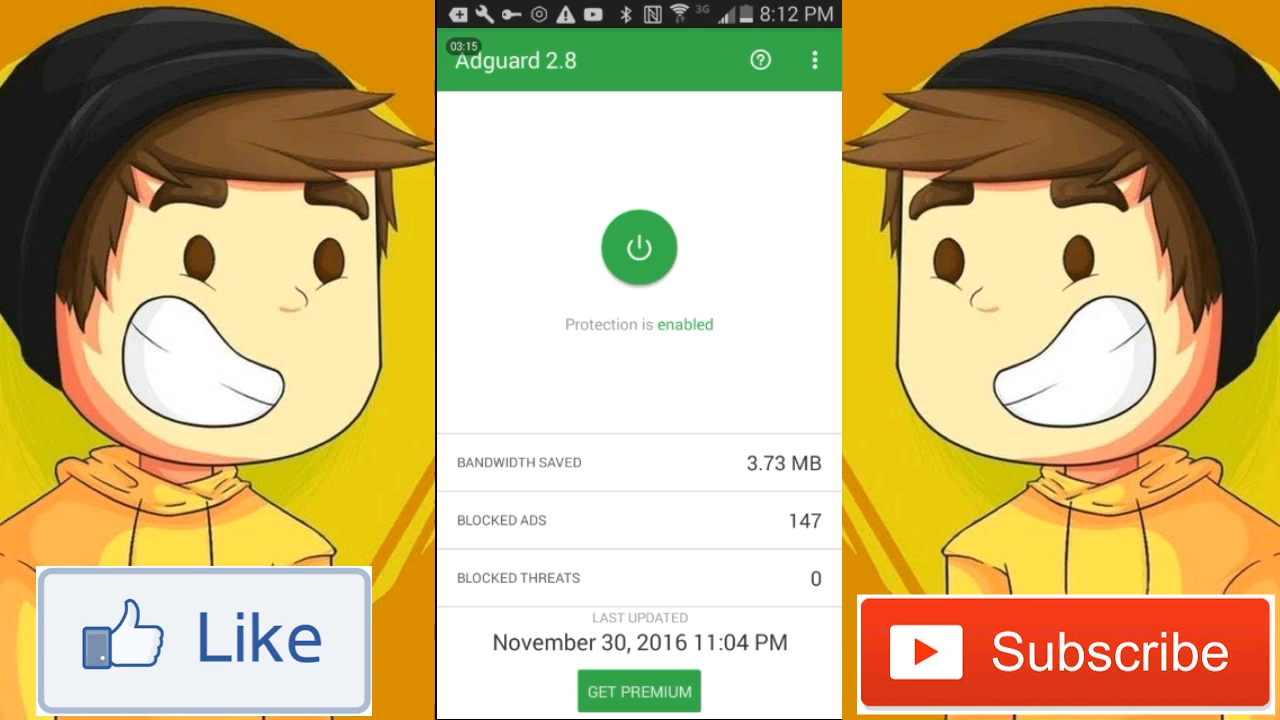 3G 8:12 PM
03:15
Adguard 2.8
Protection is enabled
BANDWIDTH SAVED 3.73 MB
BLOCKED ADS 147
BLOCKED THREATS 0
LAST UPDATED
November 30, 2016 11:04 PM
GET PREMIUM
Like
Subscribe